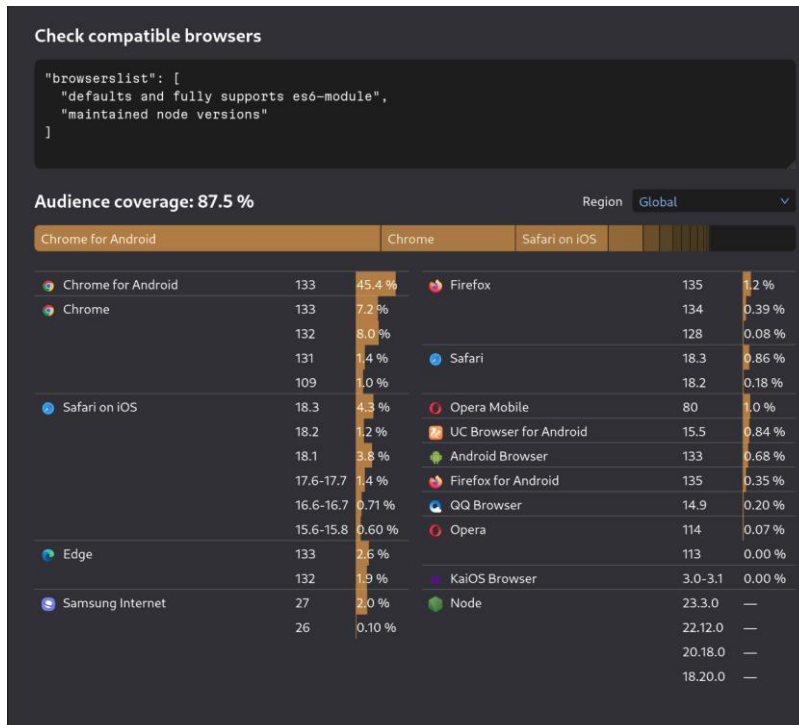 Check compatible browsers
"browserslist": [
"defaults and fully supports es6-module",
"maintained node versions"
]
Audience coverage: 87.5 %
Region Global
Chrome for Android Chrome Safari on iOS
Chrome for Android 133 45.4 %
Chrome 133 7.2 %
132 8.0 %
131 1.4 %
109 1.0 %
Safari on iOS 18.3 4.3 %
18.2 1.2 %
18.1 3.8 %
17.6-17.7 1.4 %
16.6-16.7 0.71 %
15.6-15.8 0.60 %
Edge 133 2.6 %
132 1.9 %
Samsung Internet 27 2.0 %
26 0.10 %
Firefox 135 1.2 %
134 0.39 %
128 0.08 %
Safari 18.3 0.86 %
18.2 0.18 %
Opera Mobile 80 1.0 %
UC Browser for Android 15.5 0.84 %
Android Browser 133 0.68 %
Firefox for Android 135 0.35 %
QQ Browser 14.9 0.20 %
Opera 114 0.07 %
113 0.00 %
KaiOS Browser 3.0-3.1 0.00 %
Node 23.3.0 —
22.12.0 —
20.18.0 —
18.20.0 —